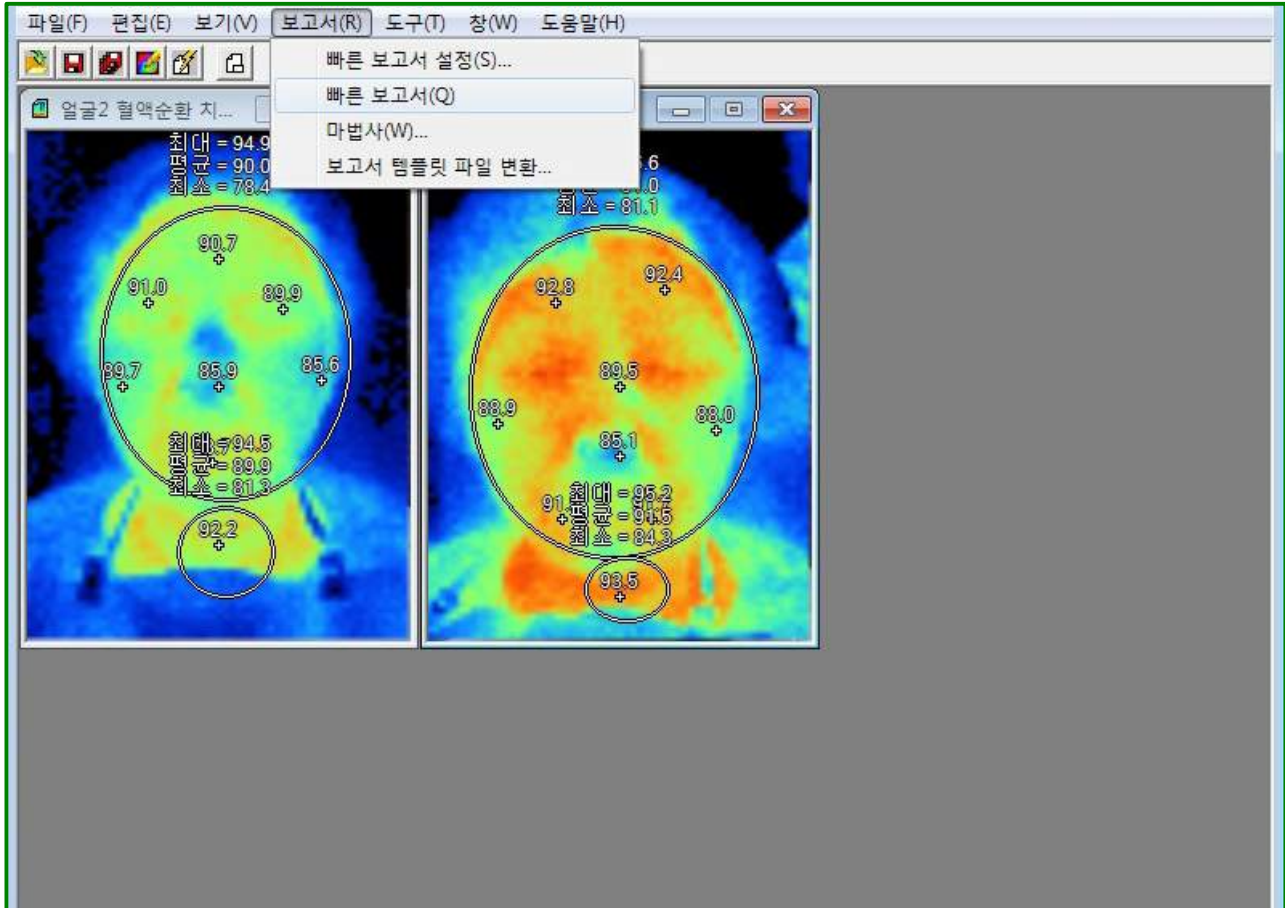 파일(F) 편집(E) 보기(V) 보고서(R) 도구(T) 창(W) 도움말(H)
빠른 보고서 설정(S)...
빠른 보고서(Q)
마법사(W)...
보고서 템플릿 파일 변환...
얼굴2 혈액순환 치...
최대 = 94.9
평균 = 90.0
최소 = 78.4
90.7
91.0
89.9
89.7
85.9
85.6
최대 = 94.5
평균 = 89.9
최소 = 81.3
92.2
최소 = 81.1
92.8
92.4
89.5
88.9
88.0
85.1
최대 = 95.2
평균 = 91.5
최소 = 84.3
93.5